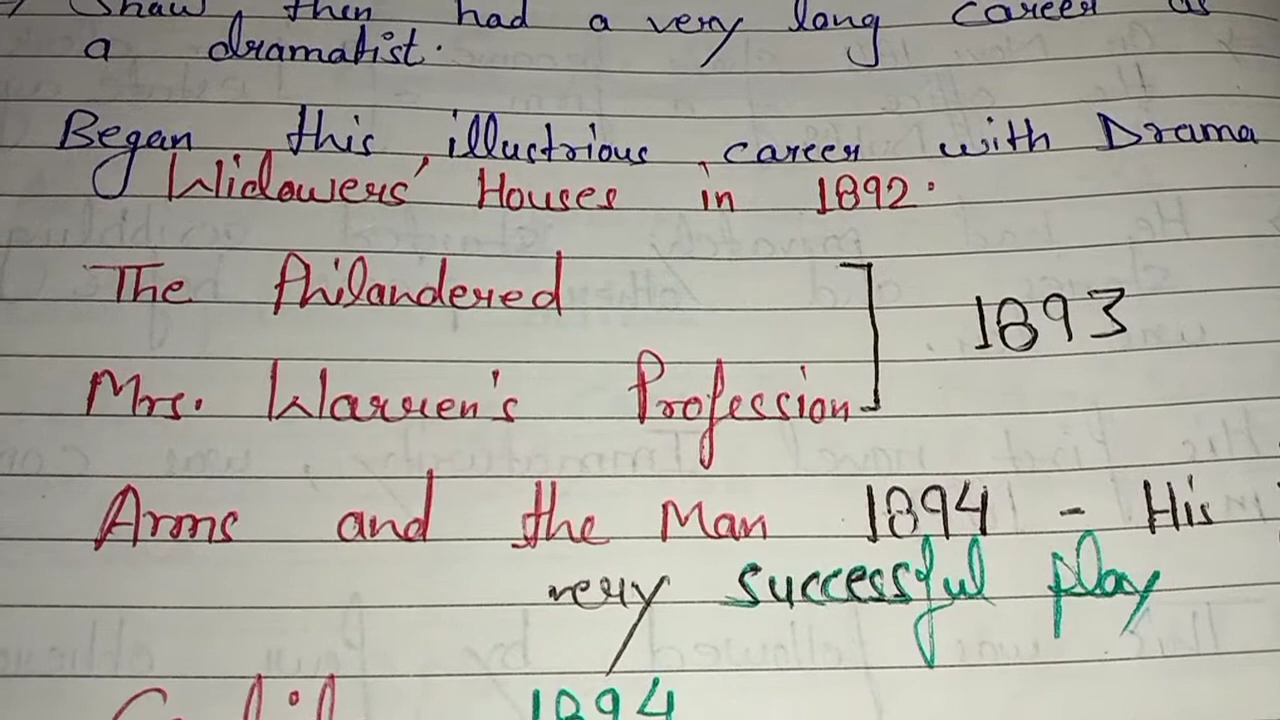 Shaw then had a very long career as
a dramatist.
Began this illustrious career with Drama
Widowers' Houses in 1892.
The Philandered
Mrs. Warren's Profession
1893
Arms and the Man 1894 - His
very successful play
1894